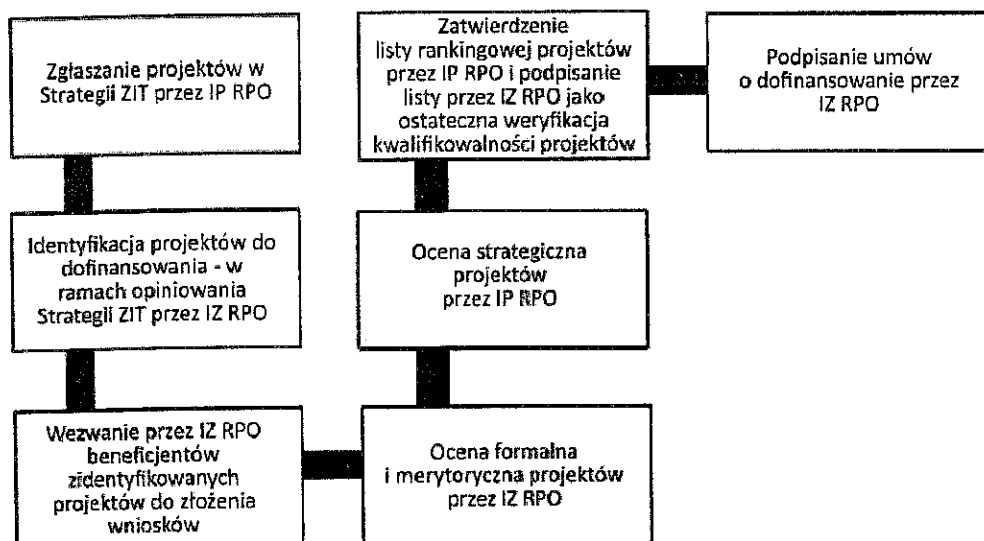 Zgłaszanie projektów w
Strategii ZIT przez IP RPO
Identyfikacja projektów do
dofinansowania - w
ramach opiniowania
Strategii ZIT przez IZ RPO
Wezwanie przez IZ RPO
beneficjentów
zidentyfikowanych
projektów do złożenia
wniosków
Ocena formalna
i merytoryczna projektów
przez IZ RPO
Ocena strategiczna
projektów
przez IP RPO
Zatwierdzenie
listy rankingowej projektów
przez IP RPO i podpisanie
listy przez IZ RPO jako
ostateczna weryfikacja
kwalifikowalności projektów
Podpisanie umów
o dofinansowanie przez
IZ RPO